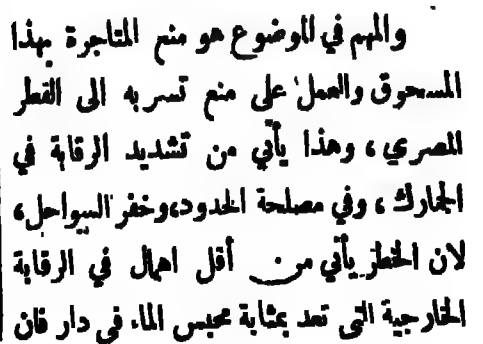 والمهم في الموضوع هو منع المتاجرة بهذا
المسحوق والعمل على منع تسربه الى القطر
المصري، وهذا يأتي من تشديد الرقابة في
الجمارك، وفي مصلحة الحدود، وخفر السواحل،
لان الخطر يأتي من أقل اهمال في الرقابة
الخارجية التي تعد بمثابة محبس الماء في دار فان